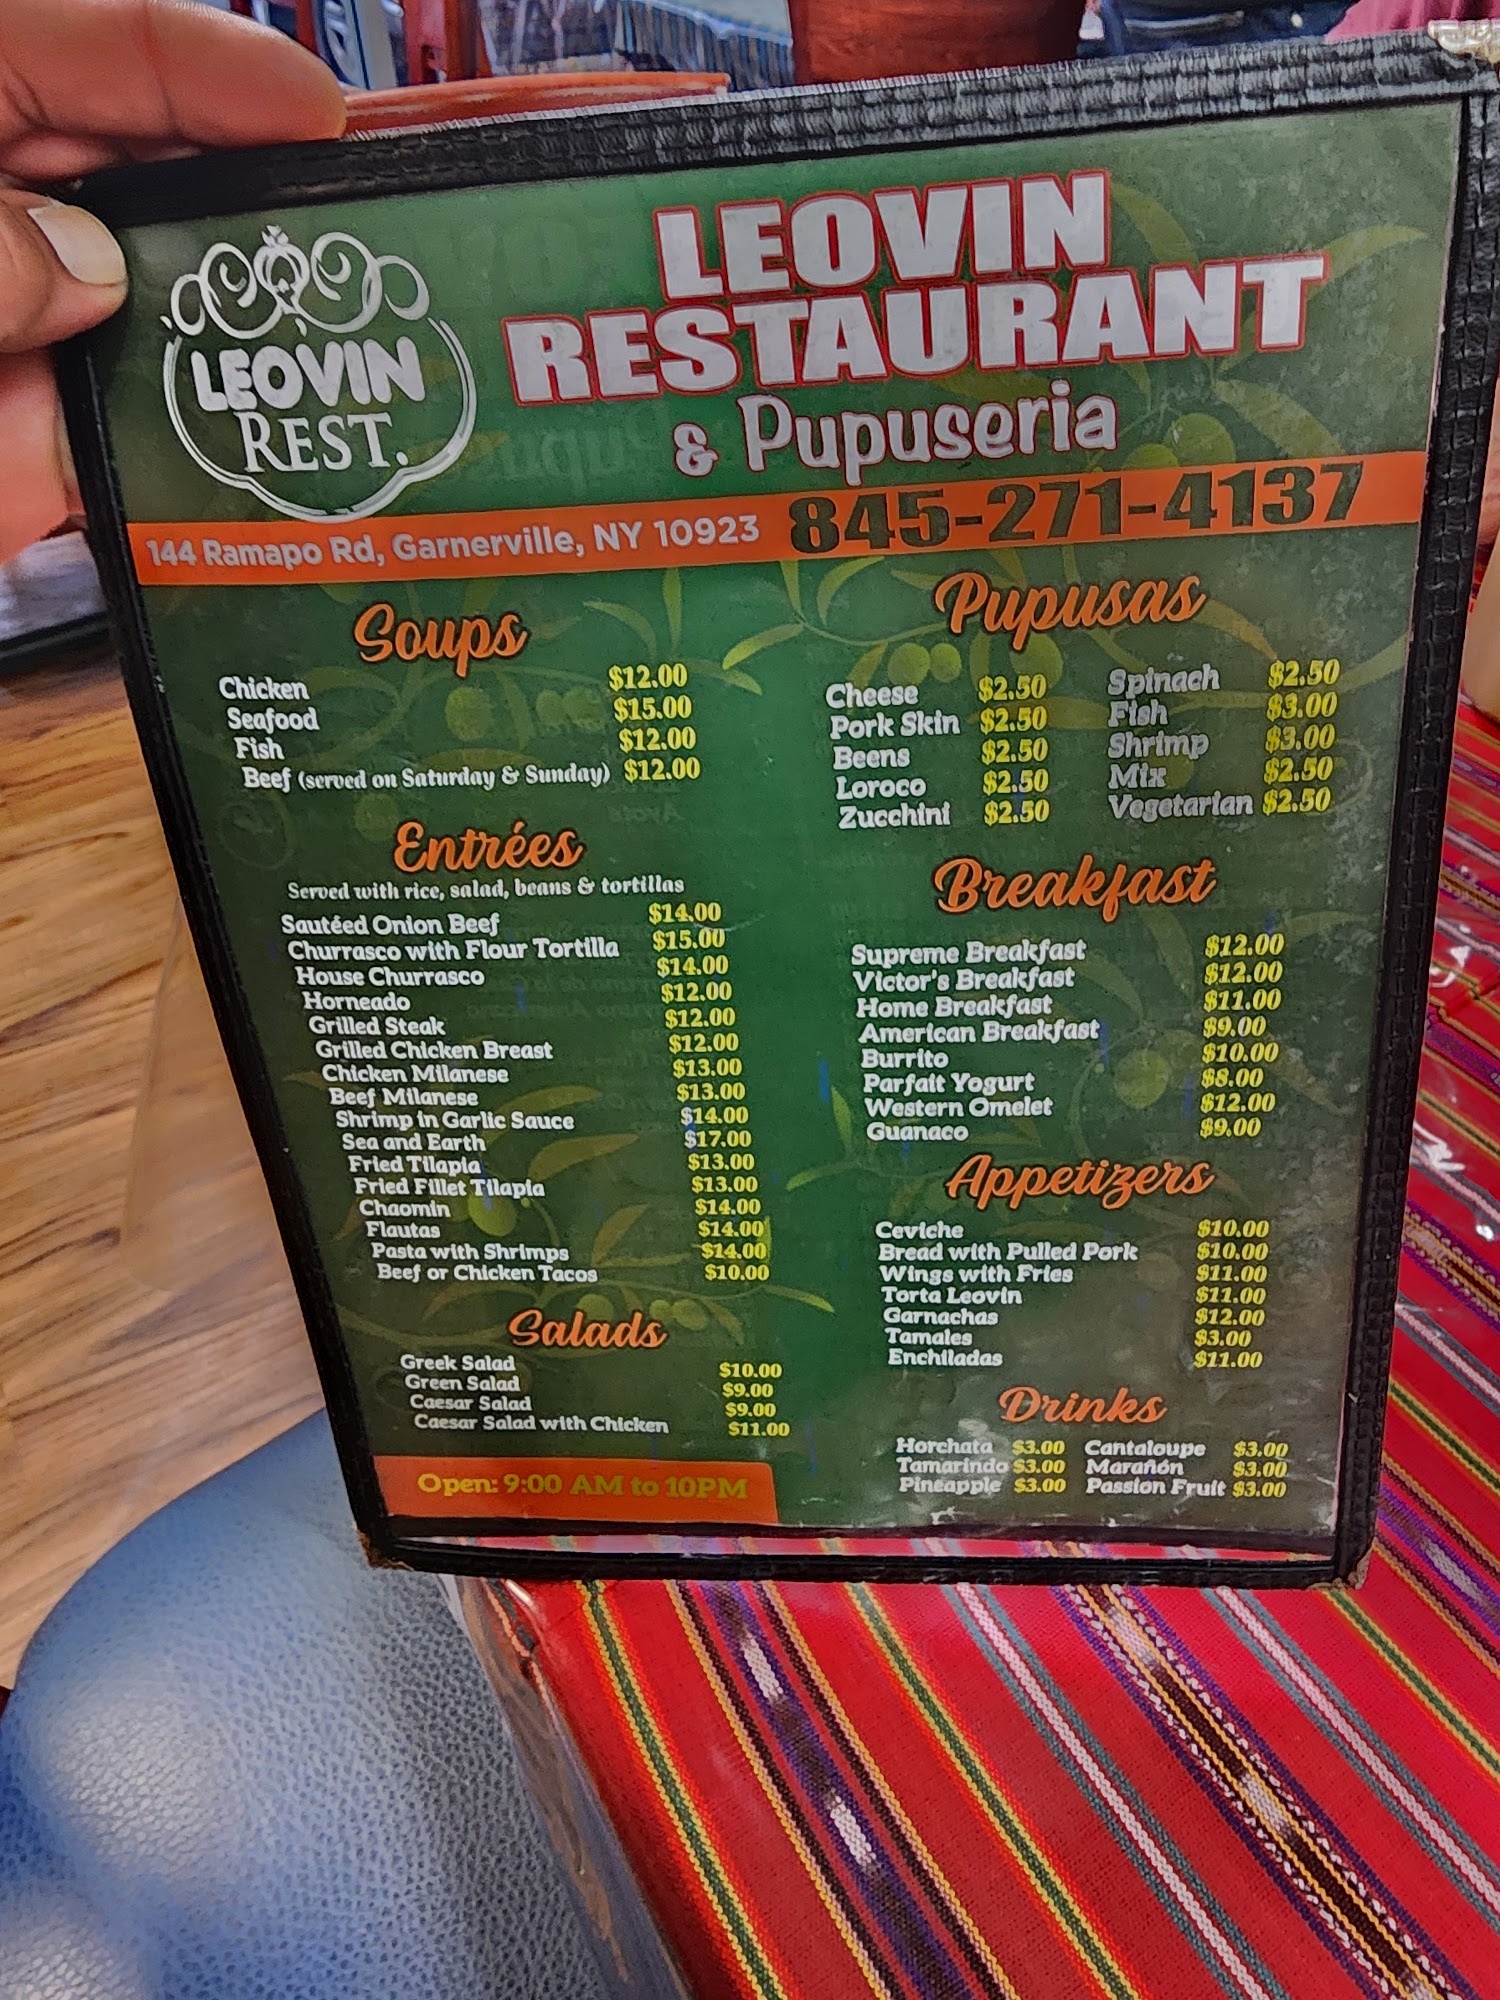 LEOVIN
REST.
LEOVIN
RESTAURANT
& Pupuseria
144 Ramapo Rd, Garnerville, NY 10923 845-271-4137
Soups
Chicken $12.00
Seafood $15.00
Fish $12.00
Beef (served on Saturday & Sunday) $12.00
Entrées
Served with rice, salad, beans & tortillas
Sautéed Onion Beef $14.00
Churrasco with Flour Tortilla $15.00
House Churrasco $14.00
Horneado $12.00
Grilled Steak $12.00
Grilled Chicken Breast $12.00
Chicken Milanese $13.00
Beef Milanese $13.00
Shrimp in Garlic Sauce $14.00
Sea and Earth $17.00
Fried Tilapia $13.00
Fried Fillet Tilapia $13.00
Chaomin $14.00
Flautas $14.00
Pasta with Shrimps $14.00
Beef or Chicken Tacos $10.00
Salads
Greek Salad $10.00
Green Salad $9.00
Caesar Salad $9.00
Caesar Salad with Chicken $11.00
Open: 9:00 AM to 10PM
Pupusas
Cheese $2.50 Spinach $2.50
Pork Skin $2.50 Fish $3.00
Beens $2.50 Shrimp $3.00
Loroco $2.50 Mix $2.50
Zucchini $2.50 Vegetarian $2.50
Breakfast
Supreme Breakfast $12.00
Victor's Breakfast $12.00
Home Breakfast $11.00
American Breakfast $9.00
Burrito $10.00
Parfait Yogurt $8.00
Western Omelet $12.00
Guanaco $9.00
Appetizers
Ceviche $10.00
Bread with Pulled Pork $10.00
Wings with Fries $11.00
Torta Leovin $11.00
Garnachas $12.00
Tamales $3.00
Enchiladas $11.00
Drinks
Horchata $3.00 Cantaloupe $3.00
Tamarindo $3.00 Marañón $3.00
Pineapple $3.00 Passion Fruit $3.00